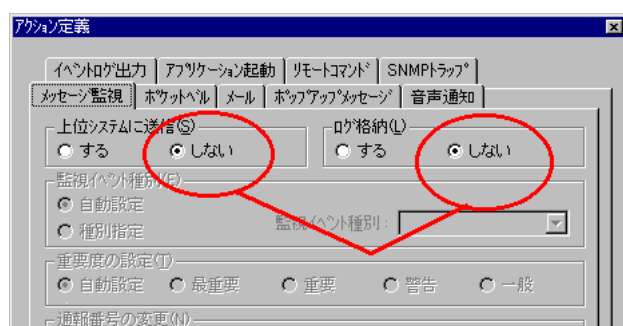 アクション定義
イベントログ出力 アプリケーション起動 リモートコマンド SNMPトラップ
メッセージ監視 ポケットベル メール ポップアップメッセージ 音声通知
上位システムに送信(S) ログ格納(L)
する しない する しない
監視イベント種別(E)
自動設定
種別指定 監視イベント種別:
重要度の設定(T)
自動設定 最重要 重要 警告 一般
通報番号の変更(N)